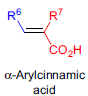 R⁶ R⁷
CO₂H
α-Arylcinnamic
acid